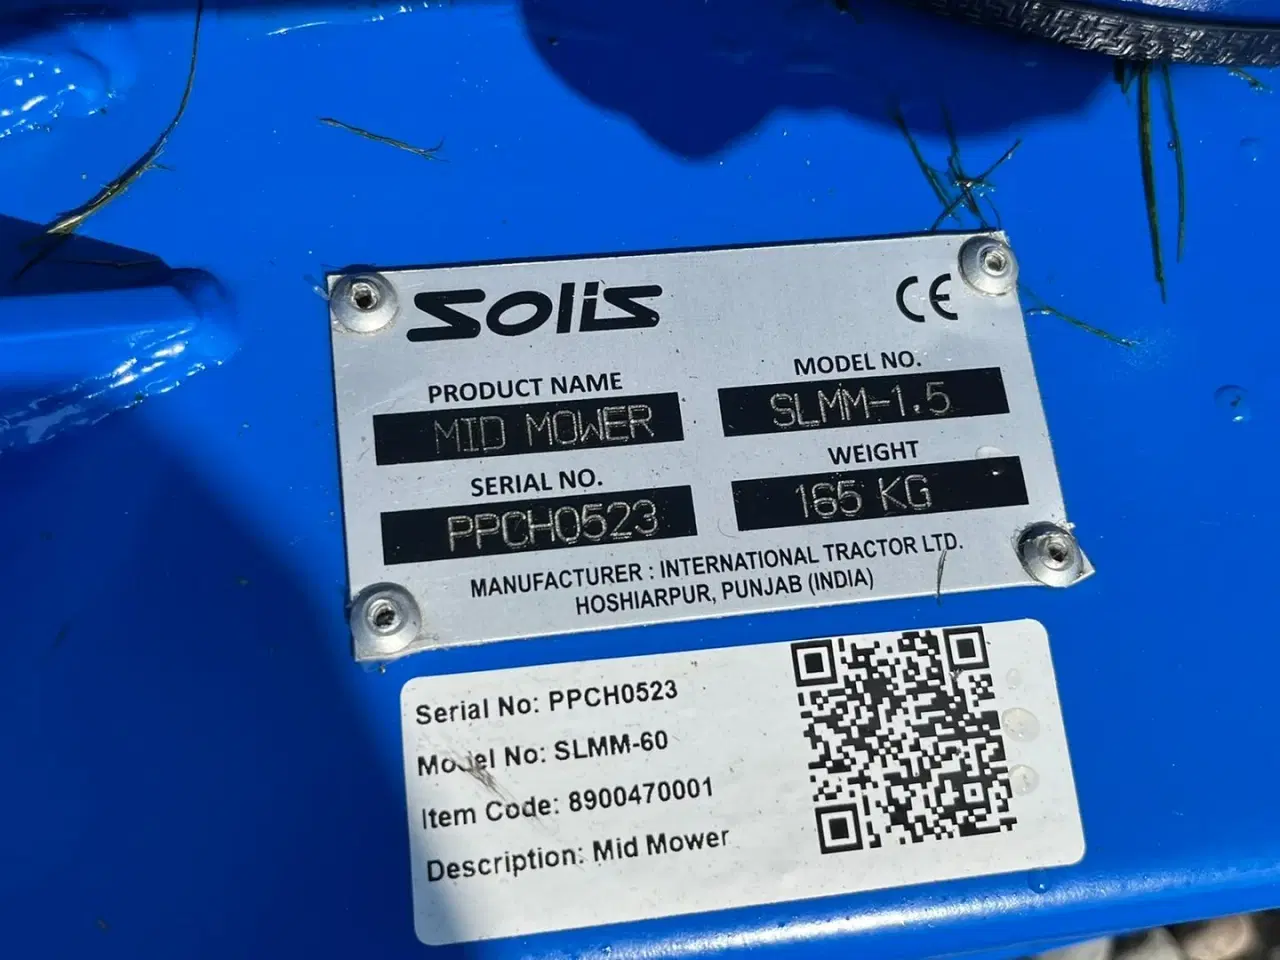 Solis
CE
PRODUCT NAME
MID MOWER
MODEL NO.
SLMM-1.5
SERIAL NO.
PPCH0523
WEIGHT
165 KG
MANUFACTURER : INTERNATIONAL TRACTOR LTD.
HOSHIARPUR, PUNJAB (INDIA)
Serial No: PPCH0523
Model No: SLMM-60
Item Code: 8900470001
Description: Mid Mower